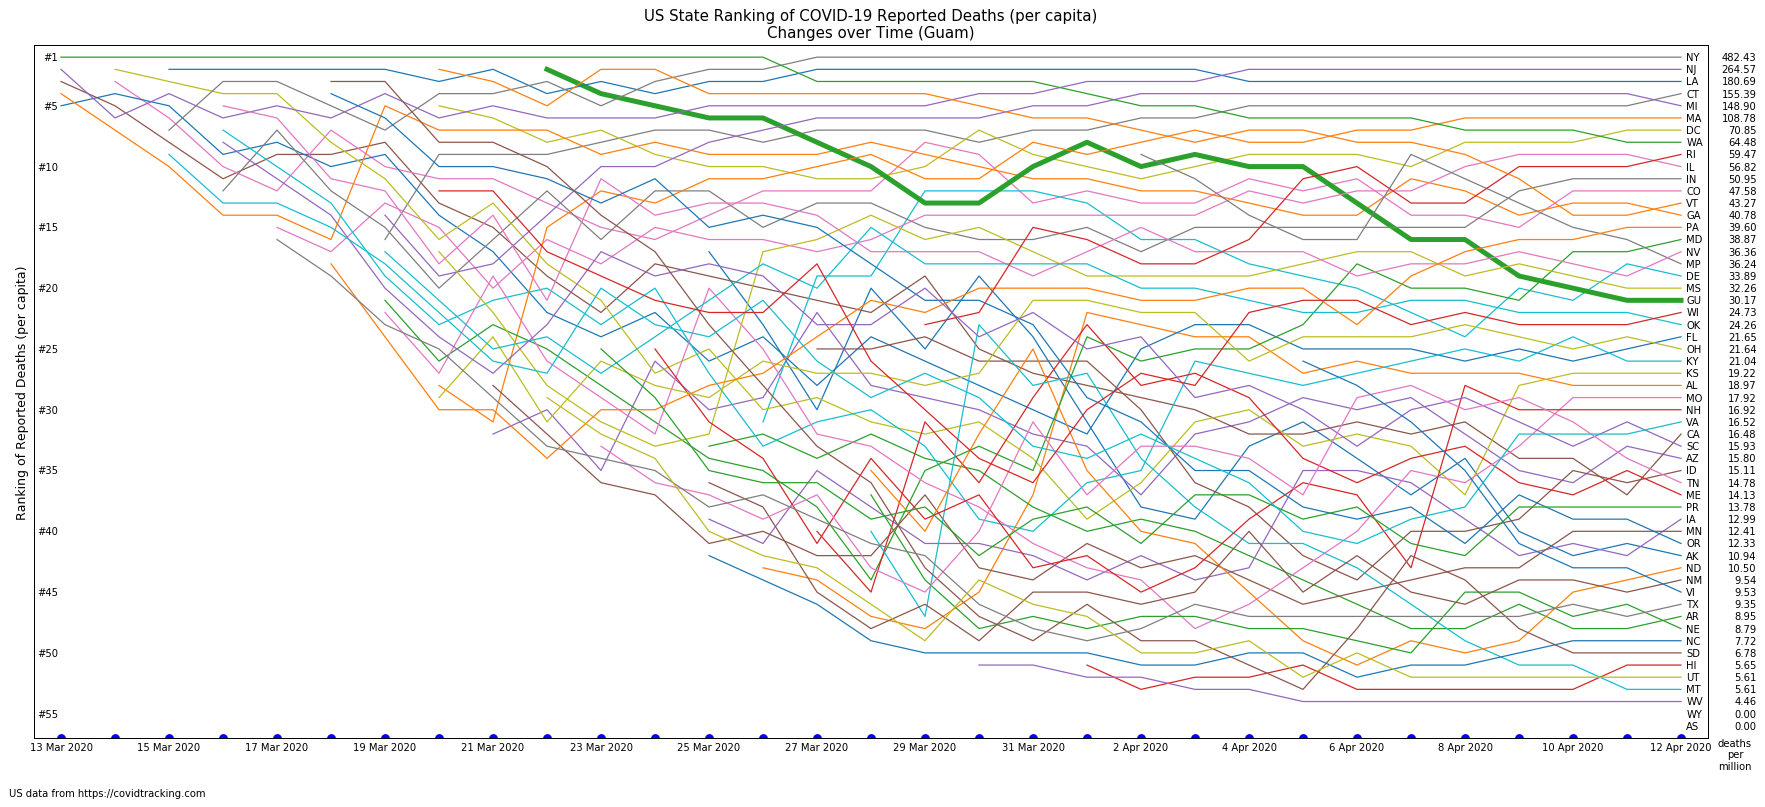 US State Ranking of COVID-19 Reported Deaths (per capita)
Changes over Time (Guam)
Ranking of Reported Deaths (per capita)
#1
#5
#10
#15
#20
#25
#30
#35
#40
#45
#50
#55
NY 482.43
NJ 264.57
LA 180.69
CT 155.39
MI 148.90
MA 108.78
DC 70.85
WA 64.48
RI 59.47
IL 56.82
IN 50.95
CO 47.58
VT 43.27
GA 40.78
PA 39.60
MD 38.87
NV 36.36
MP 36.24
DE 33.89
MS 32.26
GU 30.17
WI 24.73
OK 24.26
FL 21.65
OH 21.64
KY 21.04
KS 19.22
AL 18.97
MO 17.92
NH 16.92
VA 16.52
CA 16.48
SC 15.93
AZ 15.80
ID 15.11
TN 14.78
ME 14.13
PR 13.78
IA 12.99
MN 12.41
OR 12.33
AK 10.94
ND 10.50
NM 9.54
VI 9.53
TX 9.35
AR 8.95
NE 8.79
NC 7.72
SD 6.78
HI 5.65
UT 5.61
MT 5.61
WV 4.46
WY 0.00
AS 0.00
13 Mar 2020 15 Mar 2020 17 Mar 2020 19 Mar 2020 21 Mar 2020 23 Mar 2020 25 Mar 2020 27 Mar 2020 29 Mar 2020 31 Mar 2020 2 Apr 2020 4 Apr 2020 6 Apr 2020 8 Apr 2020 10 Apr 2020 12 Apr 2020
deaths
per
million
US data from https://covidtracking.com